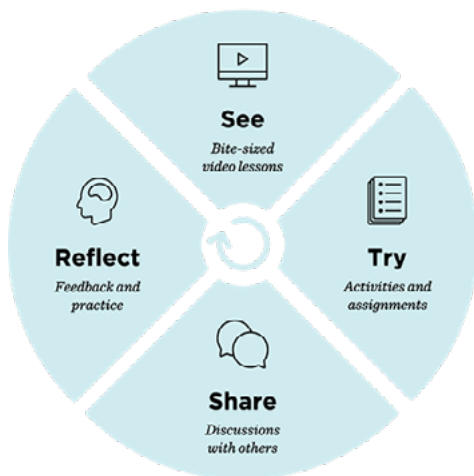 See
Bite-sized
video lessons
Try
Activities and
assignments
Share
Discussions
with others
Reflect
Feedback and
practice